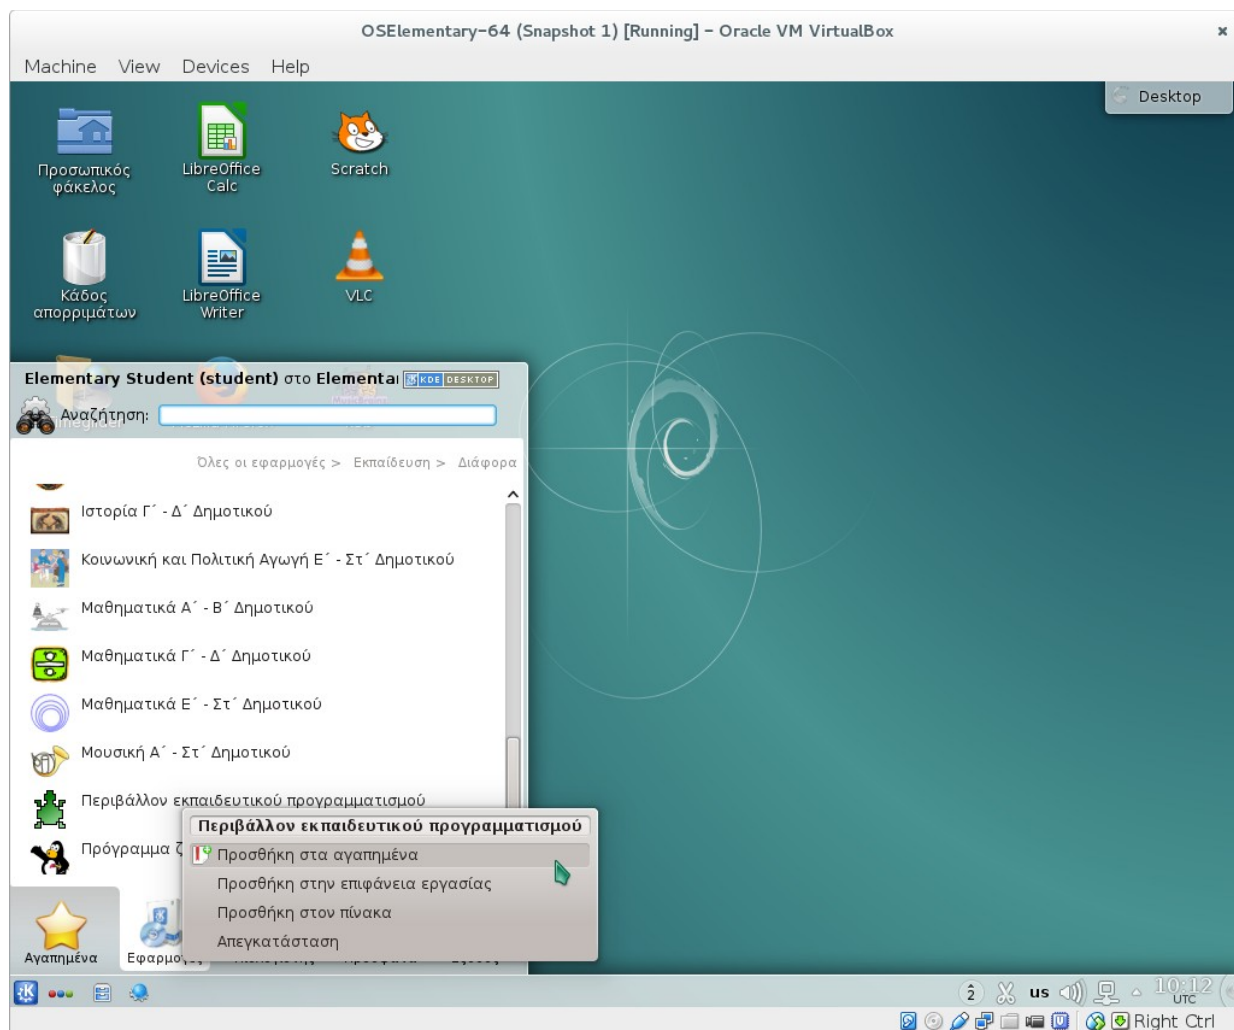 OSElementary-64 (Snapshot 1) [Running] - Oracle VM VirtualBox
Machine View Devices Help
Desktop
Προσωπικός
φάκελος
LibreOffice
Calc
Scratch
Κάδος
απορριμάτων
LibreOffice
Writer
VLC
Elementary Student (student) στο Elementa
KDE DESKTOP
Αναζήτηση:
Όλες οι εφαρμογές > Εκπαίδευση > Διάφορα
Ιστορία Γ΄ - Δ΄ Δημοτικού
Κοινωνική και Πολιτική Αγωγή Ε΄ - Στ΄ Δημοτικού
Μαθηματικά Α΄ - Β΄ Δημοτικού
Μαθηματικά Γ΄ - Δ΄ Δημοτικού
Μαθηματικά Ε΄ - Στ΄ Δημοτικού
Μουσική Α΄ - Στ΄ Δημοτικού
Περιβάλλον εκπαιδευτικού προγραμματισμού
Πρόγραμμα
Περιβάλλον εκπαιδευτικού προγραμματισμού
Προσθήκη στα αγαπημένα
Προσθήκη στην επιφάνεια εργασίας
Προσθήκη στον πίνακα
Απεγκατάσταση
Αγαπημένα
Εφαρμογές
2 us 10:12
UTC
Right Ctrl